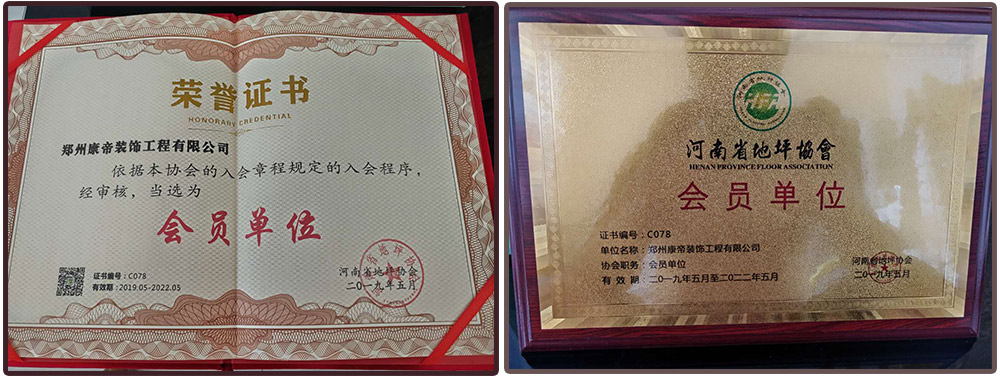 荣誉证书
HONORARY CREDENTIAL
郑州康帝装饰工程有限公司
依据本协会的入会章程规定的入会程序，
经审核，当选为
会员单位
证书编号：C078
有效期：2019.05-2022.05
河南省地坪协会
二〇一九年五月
河南省地坪协会
河南省地坪協會
HENAN PROVINCE FLOOR ASSOCIATION
会员单位
证书编号：C078
单位名称：郑州康帝装饰工程有限公司
协会职务：会员单位
有效期：二〇一九年五月至二〇二二年五月
河南省地坪协会
二〇一九年五月